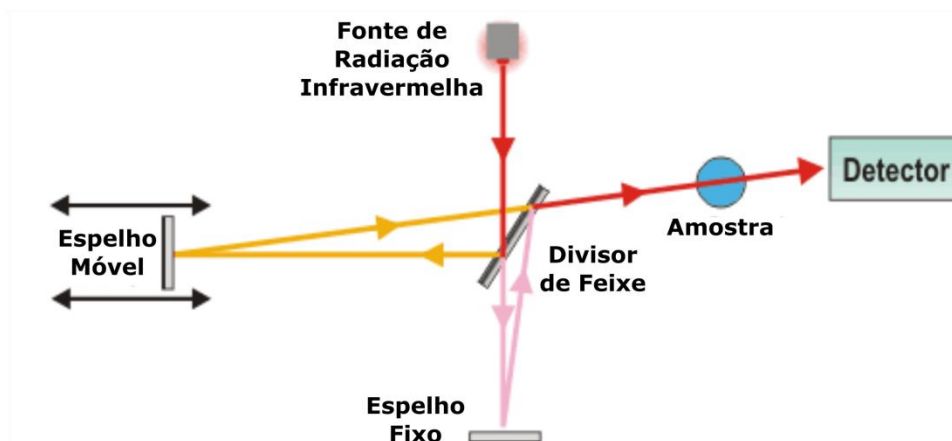 Fonte de
Radiação
Infravermelha
Detector
Amostra
Espelho
Móvel
Divisor
de Feixe
Espelho
Fixo